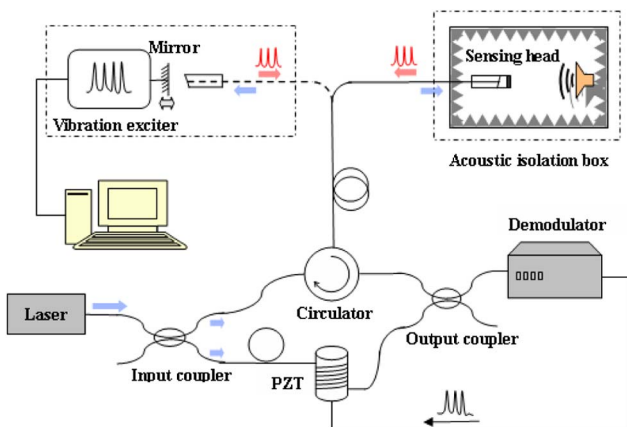 Mirror
Vibration exciter
Sensing head
Acoustic isolation box
Demodulator
Laser
Circulator
Input coupler
PZT
Output coupler